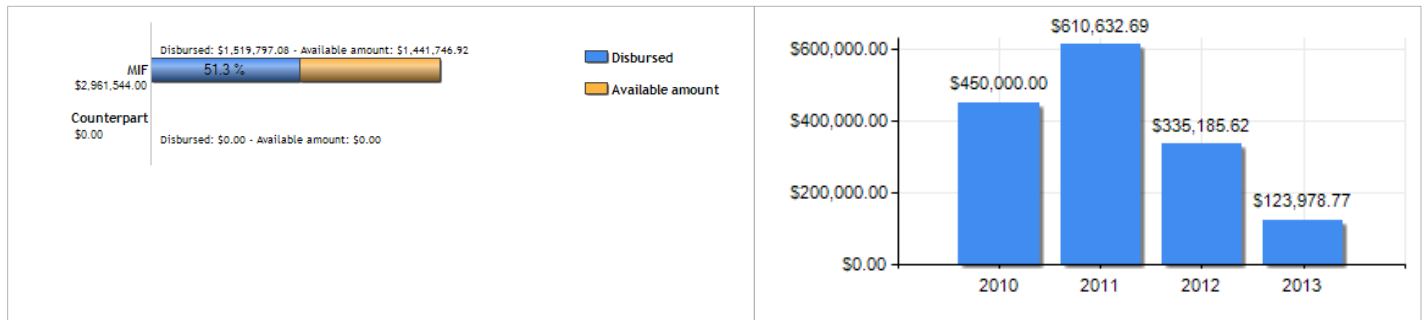 Disbursed: $1,519,797.08 - Available amount: $1,441,746.92
MIF
51.3 %
$2,961,544.00
Counterpart
$0.00
Disbursed: $0.00 - Available amount: $0.00
Disbursed
Available amount
$610,632.69
$600,000.00
$450,000.00
$400,000.00
$335,185.62
$200,000.00
$123,978.77
$0.00
2010 2011 2012 2013